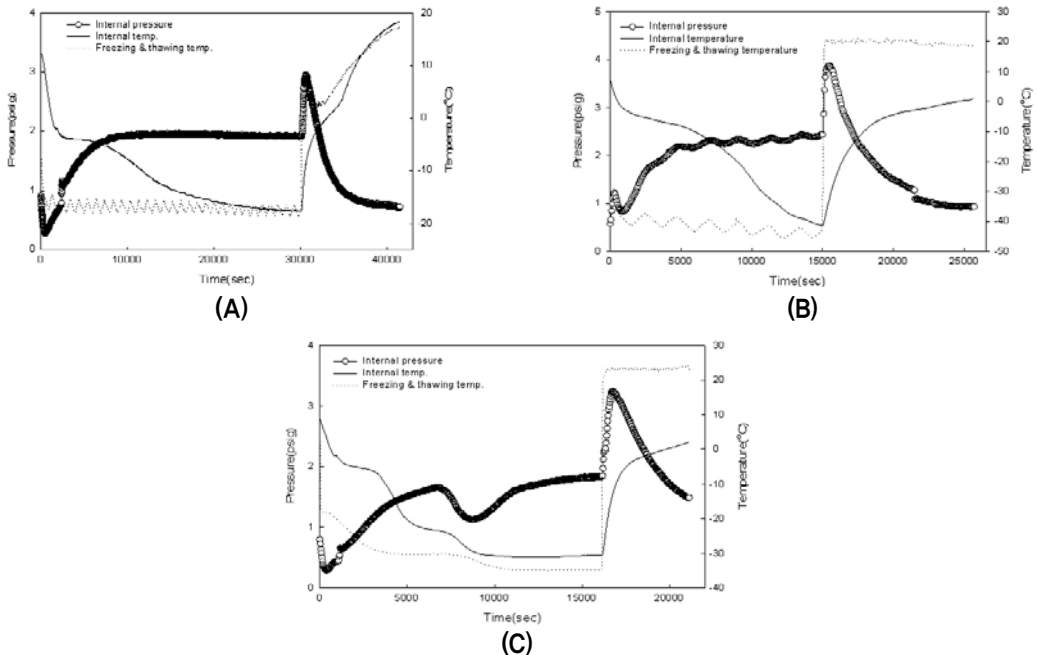 4
3
2
1
0
Pressure(psig)
Internal pressure
Internal temp.
Freezing & thawing temp.
20
10
0
-10
-20
Temperature(°C)
0 10000 20000 30000 40000
Time(sec)
(A)
5
4
3
2
1
0
Pressure(psig)
Internal pressure
Internal temperature
Freezing & thawing temperature
30
20
10
0
-10
-20
-30
-40
-50
Temperature(°C)
0 5000 10000 15000 20000 25000
Time(sec)
(B)
4
3
2
1
0
Pressure(psig)
Internal pressure
Internal temp.
Freezing & thawing temp.
30
20
10
0
-10
-20
-30
-40
Temperature(°C)
0 5000 10000 15000 20000
Time(sec)
(C)